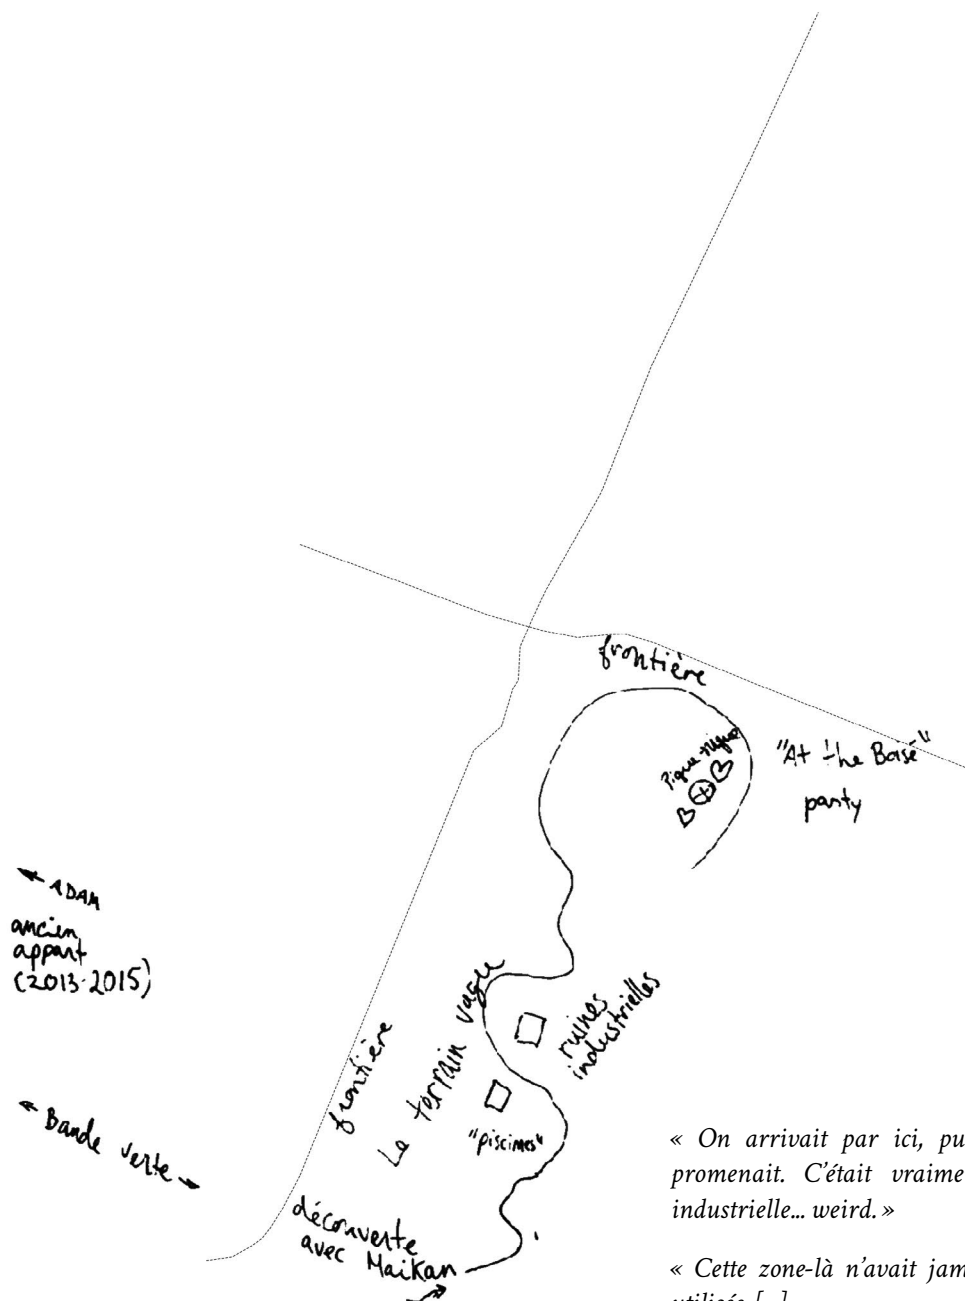 frontière
Pique-nique
"At the Base"
party
ADAM
ancien
appart
(2013-2015)
Le terrain vague
ruines
industrielles
frontière
"piscines"
Bande verte
découverte
avec Maikan
« On arrivait par ici, pu
promenait. C'était vraime
industrielle... weird. »
« Cette zone-là n'avait jam